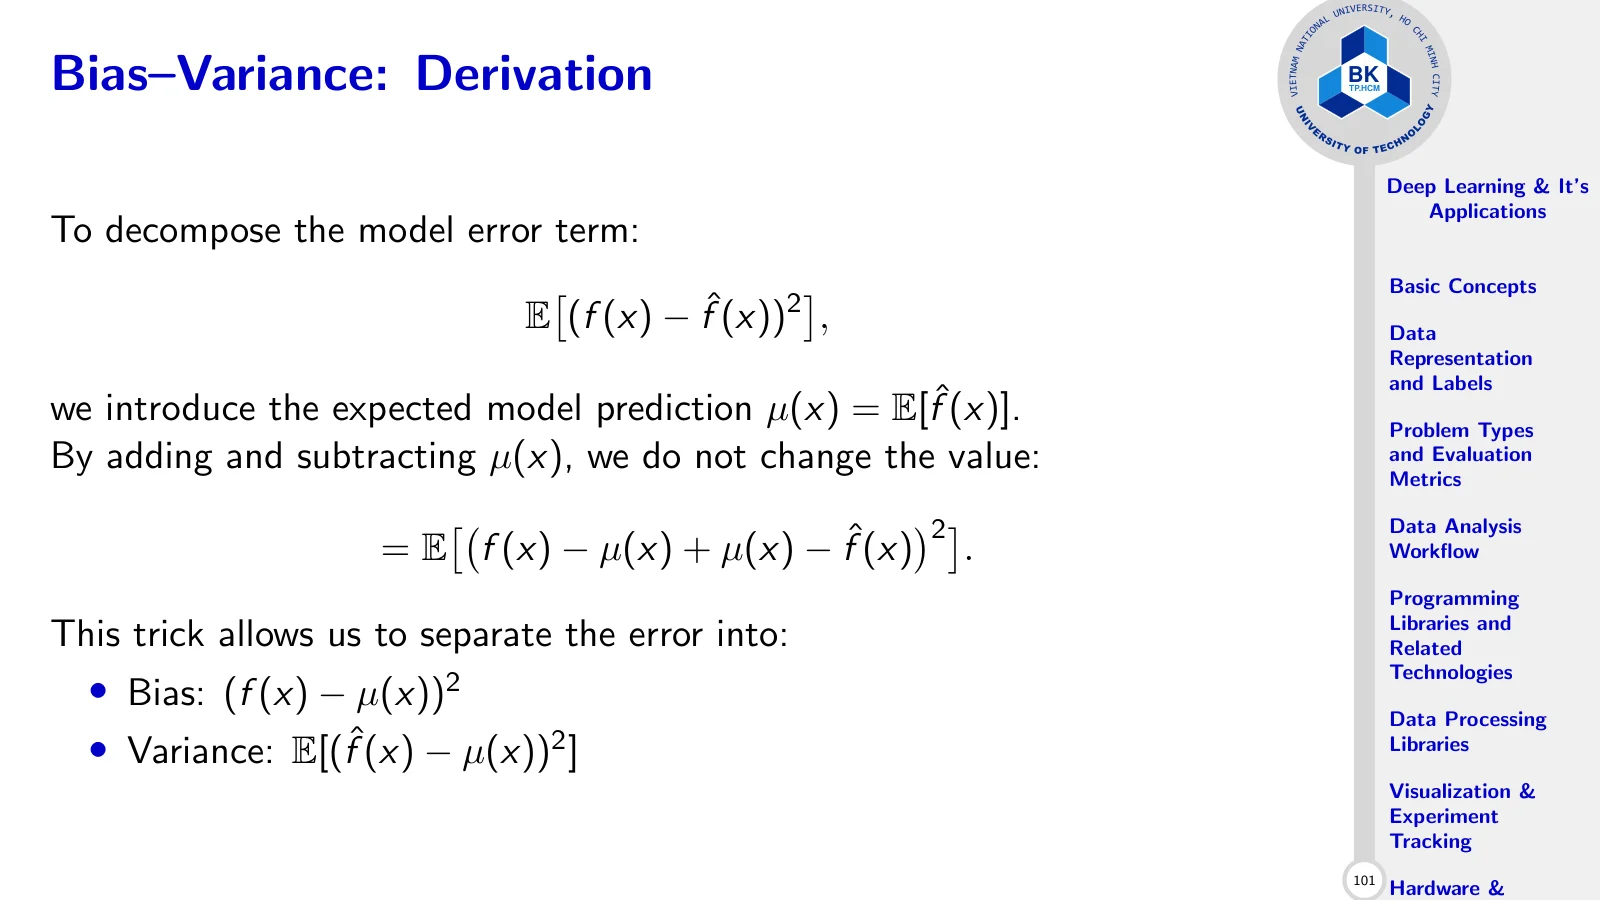 Bias–Variance: Derivation
To decompose the model error term:
𝔼[(f(x) − f̂(x))²],
we introduce the expected model prediction μ(x) = 𝔼[f̂(x)].
By adding and subtracting μ(x), we do not change the value:
= 𝔼[(f(x) − μ(x) + μ(x) − f̂(x))²].
This trick allows us to separate the error into:
• Bias: (f(x) − μ(x))²
• Variance: 𝔼[(f̂(x) − μ(x))²]
VIETNAM NATIONAL UNIVERSITY, HO CHI MINH CITY
BK
TP.HCM
UNIVERSITY OF TECHNOLOGY
Deep Learning & It's
Applications
Basic Concepts
Data
Representation
and Labels
Problem Types
and Evaluation
Metrics
Data Analysis
Workflow
Programming
Libraries and
Related
Technologies
Data Processing
Libraries
Visualization &
Experiment
Tracking
Hardware &
101